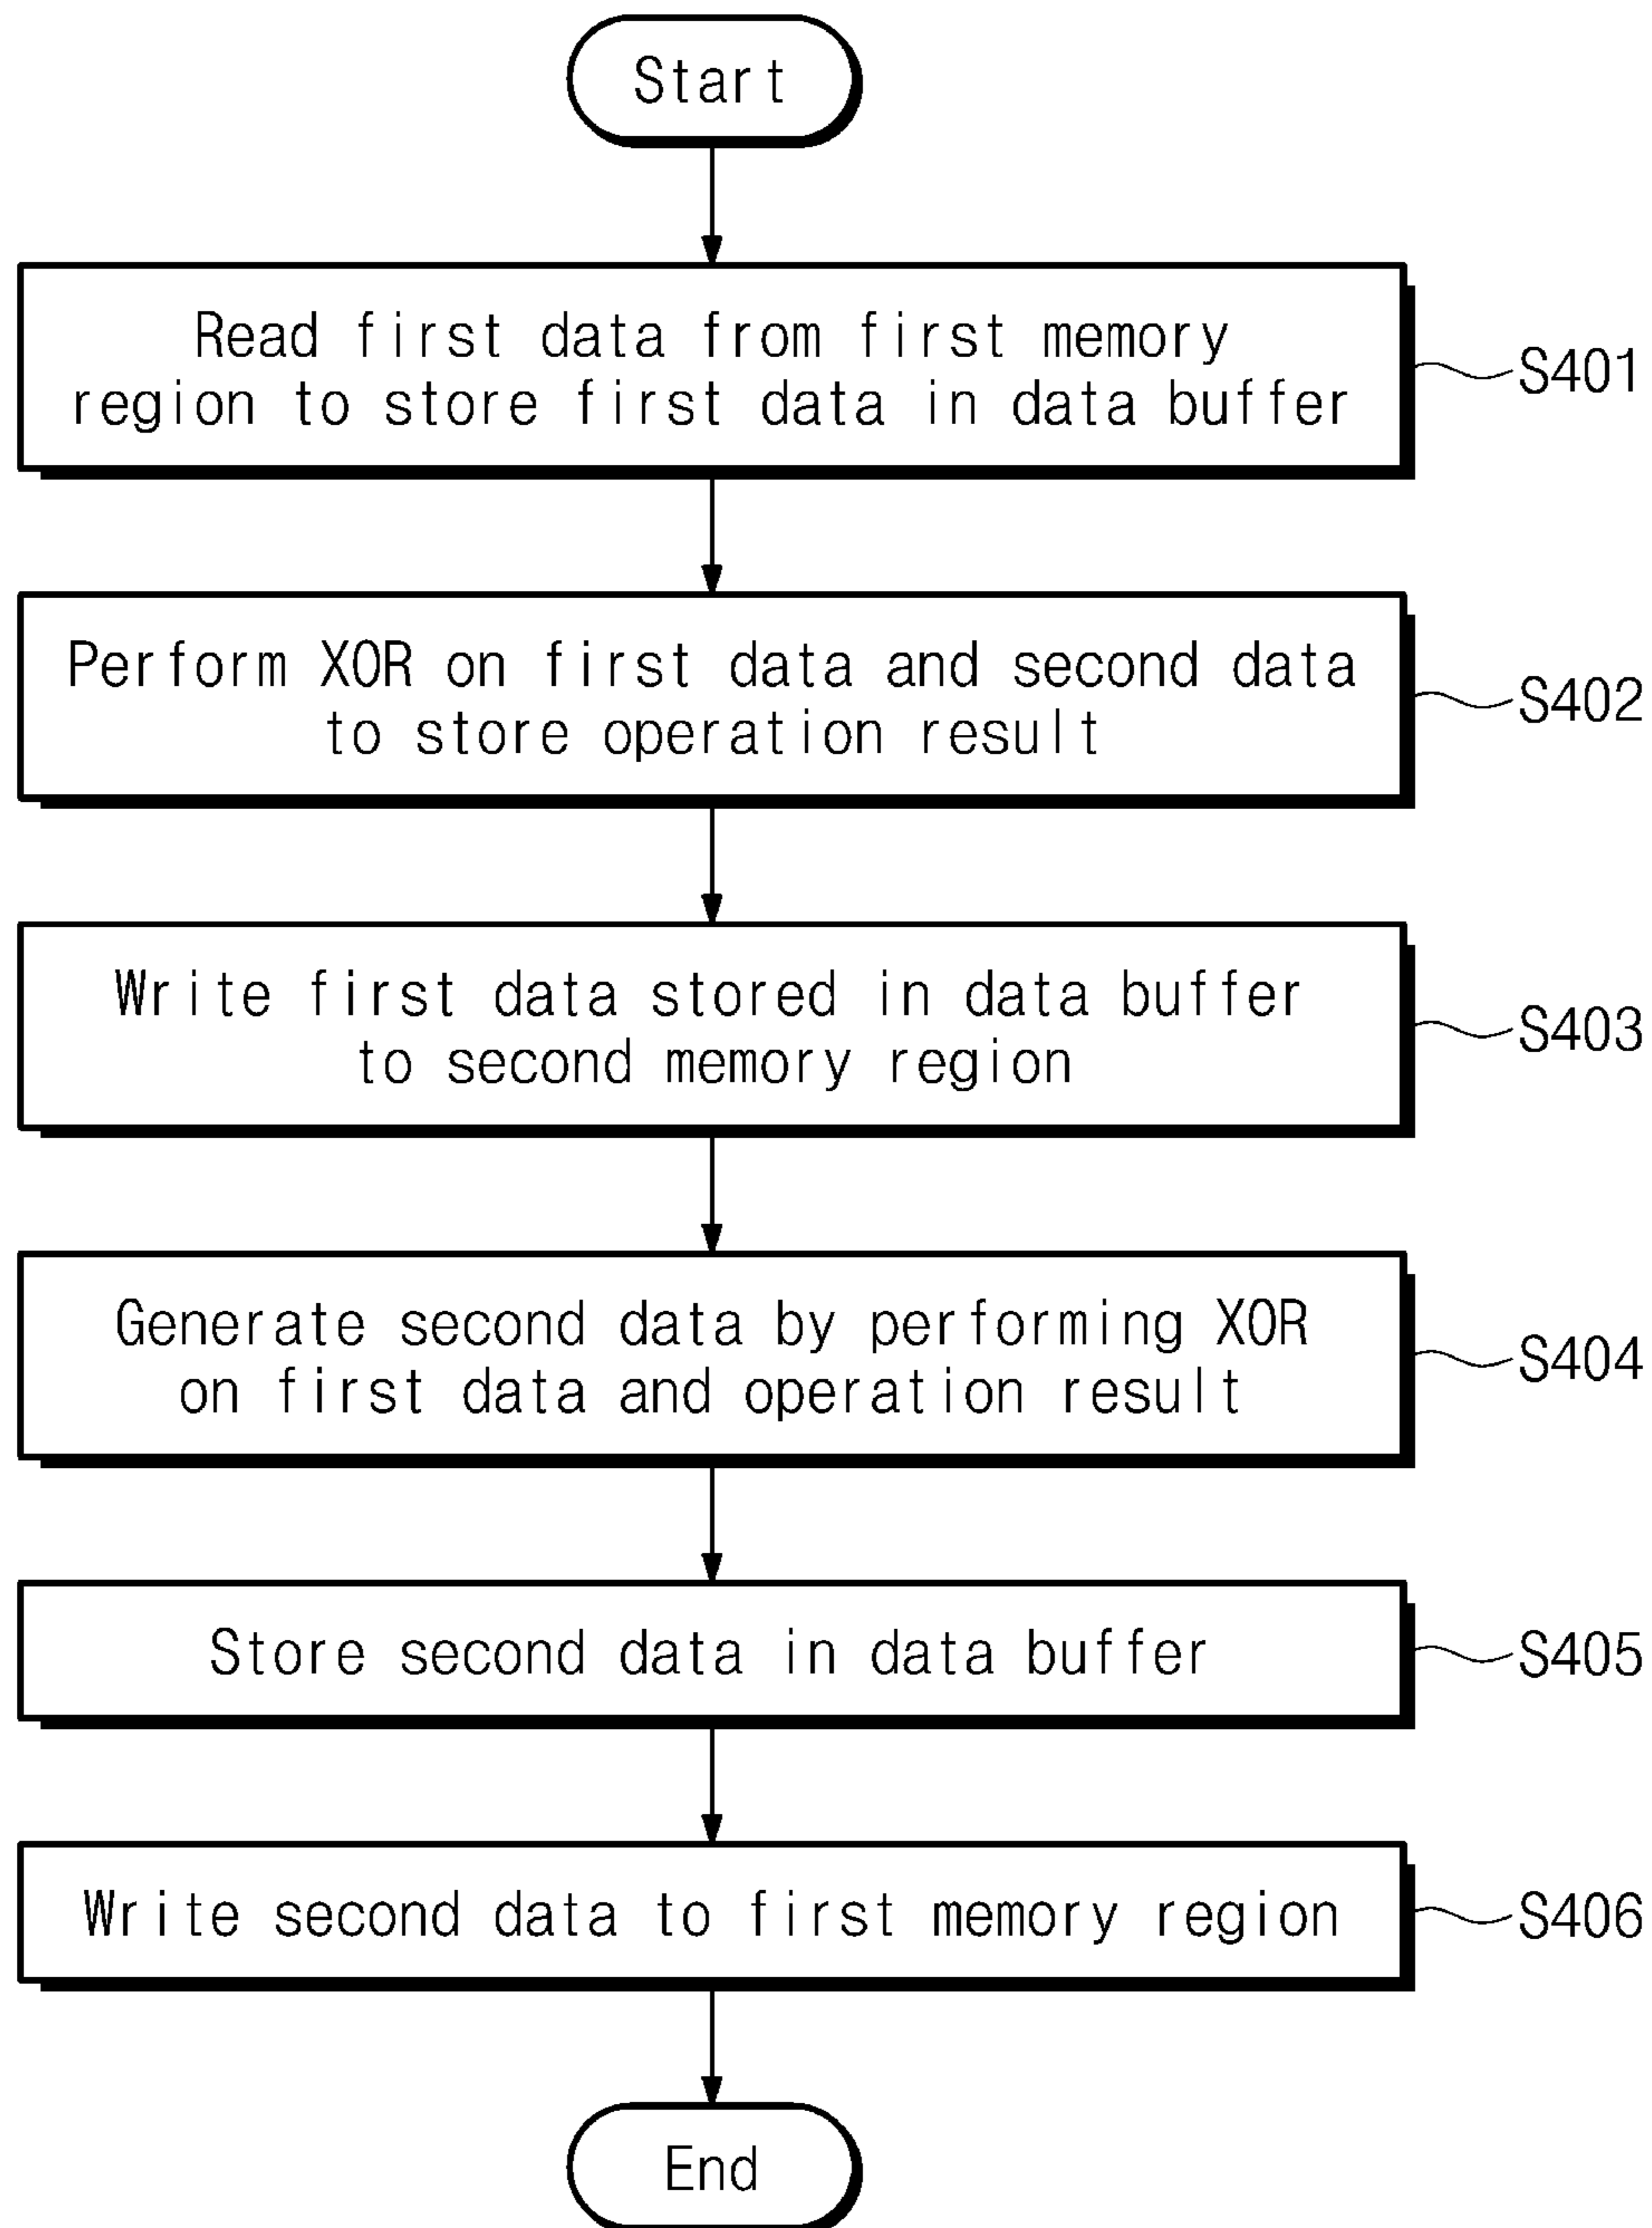 Start
Read first data from first memory
region to store first data in data buffer
S401
Perform XOR on first data and second data
to store operation result
S402
Write first data stored in data buffer
to second memory region
S403
Generate second data by performing XOR
on first data and operation result
S404
Store second data in data buffer
S405
Write second data to first memory region
S406
End